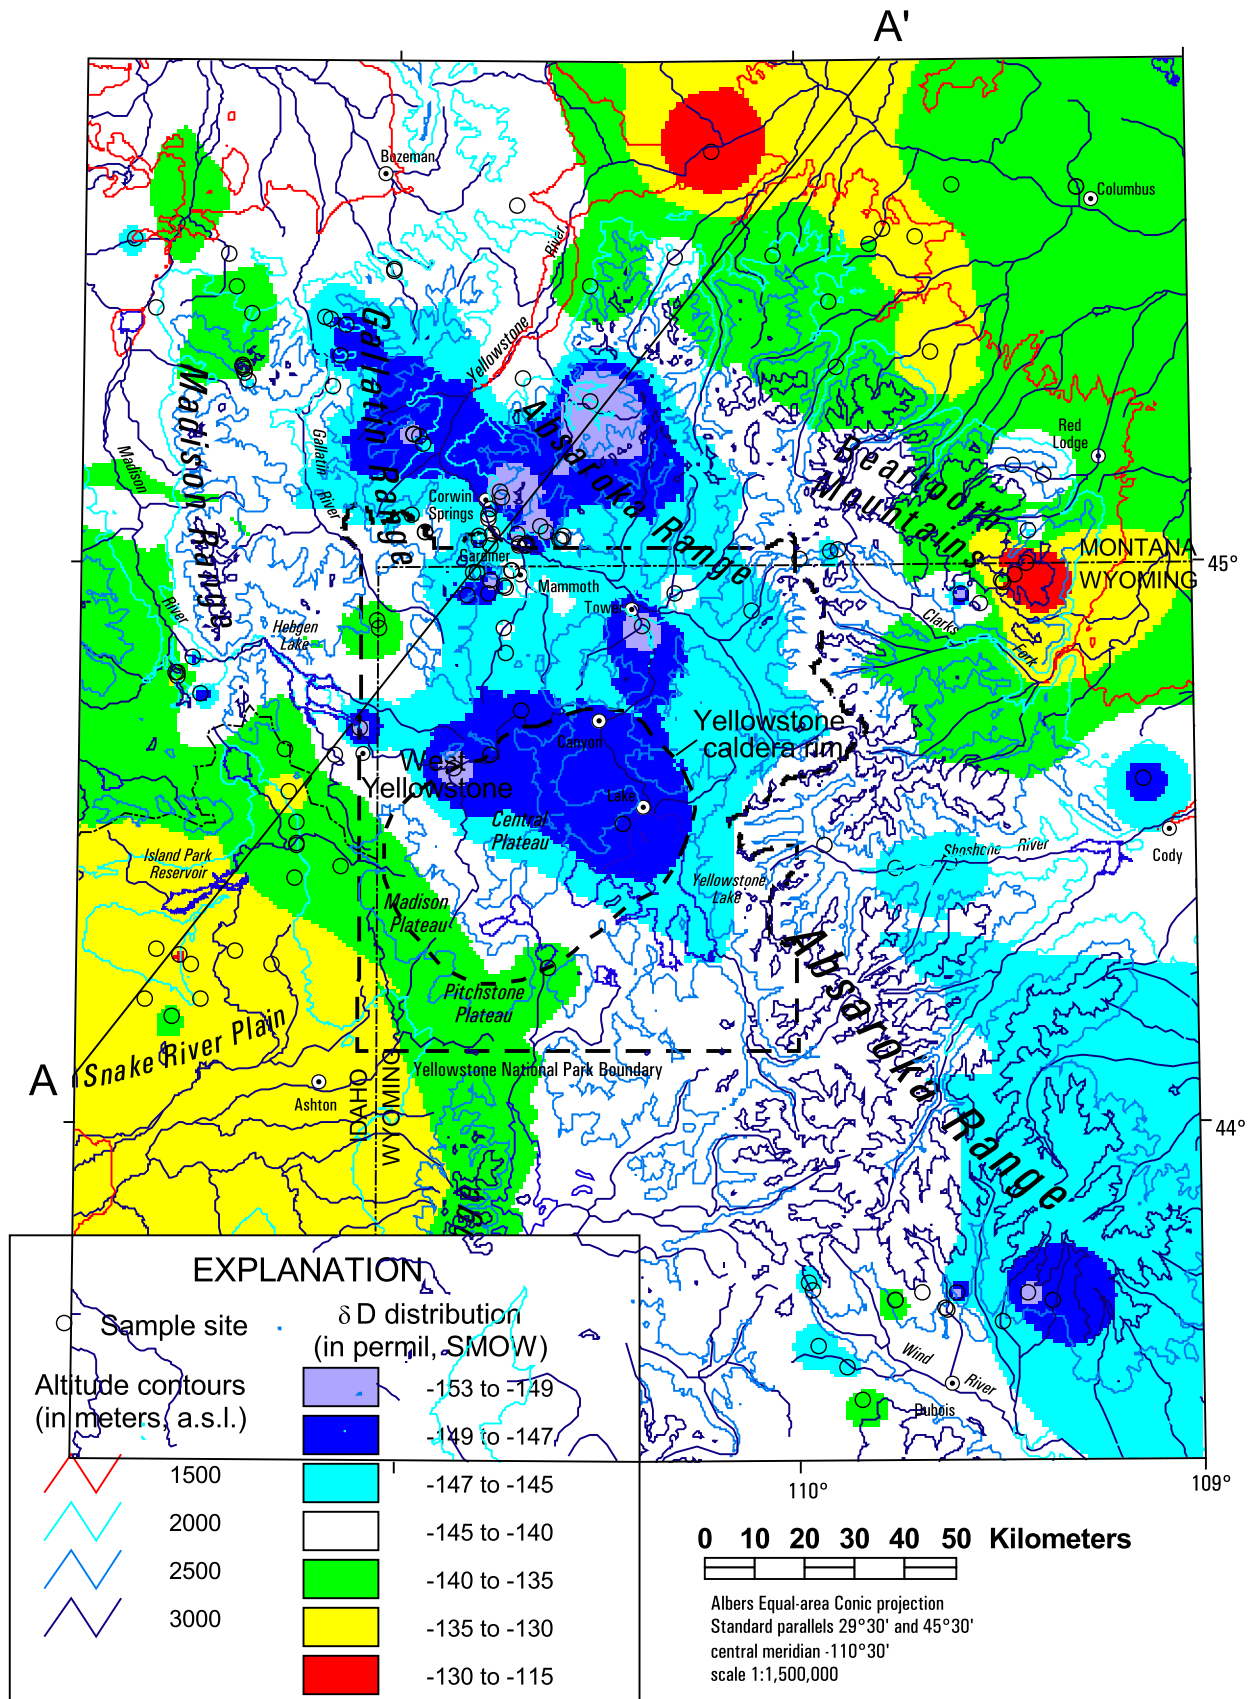 A'
Bozeman
Columbus
River
Yellowstone
Gallatin Range
Madison Range
Absaroka Range
Beartooth
Mountains
Red
Lodge
Madison
River
Gallatin
River
Corwin
Springs
Gardiner
Mammoth
Tower
MONTANA
WYOMING
45°
Clarks
Fork
Hebgen
Lake
Canyon
Yellowstone
caldera rim
West
Yellowstone
Lake
Central
Plateau
Island Park
Reservoir
Shoshone River
Cody
Yellowstone
Lake
Madison
Plateau
Pitchstone
Plateau
Absaroka Range
Snake River Plain
Yellowstone National Park Boundary
A
Ashton
IDAHO
WYOMING
44°
Wind
River
Dubois
110°
109°
EXPLANATION
Sample site
δ D distribution
(in permil, SMOW)
Altitude contours
(in meters, a.s.l.)
1500
2000
2500
3000
-153 to -149
-149 to -147
-147 to -145
-145 to -140
-140 to -135
-135 to -130
-130 to -115
0 10 20 30 40 50 Kilometers
Albers Equal-area Conic projection
Standard parallels 29°30' and 45°30'
central meridian -110°30'
scale 1:1,500,000